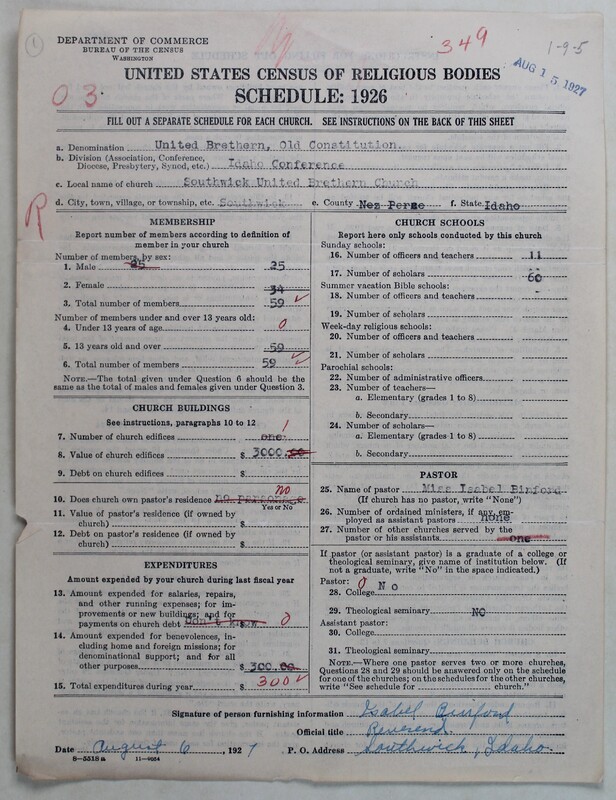 1
DEPARTMENT OF COMMERCE
BUREAU OF THE CENSUS
WASHINGTON
349
1-9-5
AUG 15 1927
UNITED STATES CENSUS OF RELIGIOUS BODIES
SCHEDULE: 1926
03
FILL OUT A SEPARATE SCHEDULE FOR EACH CHURCH. SEE INSTRUCTIONS ON THE BACK OF THIS SHEET
a. Denomination United Brethern, Old Constitution.
b. Division (Association, Conference, Diocese, Presbytery, Synod, etc.) Idaho Conference
c. Local name of church Southwick United Brethern Church
R
d. City, town, village, or township, etc. Southwick e. County Nez Perse f. State Idaho
MEMBERSHIP
Report number of members according to definition of
member in your church
Number of members by sex:
1. Male 25 25
2. Female 34
3. Total number of members 59
Number of members under and over 13 years old:
4. Under 13 years of age 0
5. 13 years old and over 59
6. Total number of members 59
NOTE.—The total given under Question 6 should be
same as the total of males and females given under Question 3.
CHURCH BUILDINGS
See instructions, paragraphs 10 to 12
7. Number of church edifices one 1
8. Value of church edifices $ 3000.00
9. Debt on church edifices $
10. Does church own pastor's residence no parsonage no
Yes or No
11. Value of pastor's residence (if owned by
church) $
12. Debt on pastor's residence (if owned by
church) $
EXPENDITURES
Amount expended by your church during last fiscal year
13. Amount expended for salaries, repairs,
and other running expenses; for im-
provements or new buildings; and for
payments on church debt Don't know 0
14. Amount expended for benevolences, in-
cluding home and foreign missions; for
denominational support; and for all
other purposes $ 300.00
15. Total expenditures during year $ 300
CHURCH SCHOOLS
Report here only schools conducted by this church
Sunday schools:
16. Number of officers and teachers 11
17. Number of scholars 60
Summer vacation Bible schools:
18. Number of officers and teachers -
19. Number of scholars
Week-day religious schools:
20. Number of officers and teachers
21. Number of scholars
Parochial schools:
22. Number of administrative officers
23. Number of teachers—
a. Elementary (grades 1 to 8)
b. Secondary
24. Number of scholars—
a. Elementary (grades 1 to 8)
b. Secondary
PASTOR
25. Name of pastor Miss Isabel Binford
(If church has no pastor, write "None")
26. Number of ordained ministers, if any, em-
ployed as assistant pastors none
27. Number of other churches served by the
pastor or his assistants one
If pastor (or assistant pastor) is a graduate of a college or
theological seminary, give name of institution below. (If
not a graduate, write "No" in the space indicated.)
Pastor: 0
28. College No
29. Theological seminary NO
Assistant pastor:
30. College
31. Theological seminary
NOTE.—Where one pastor serves two or more churches,
Questions 28 and 29 should be answered only on the schedule
for one of the churches; on the schedules for the other churches,
write "See schedule for church."
Signature of person furnishing information Isabel Binford
Official title Reverend
Date August 6, 1927 P. O. Address Southwick, Idaho
8-5518 a 11-9054